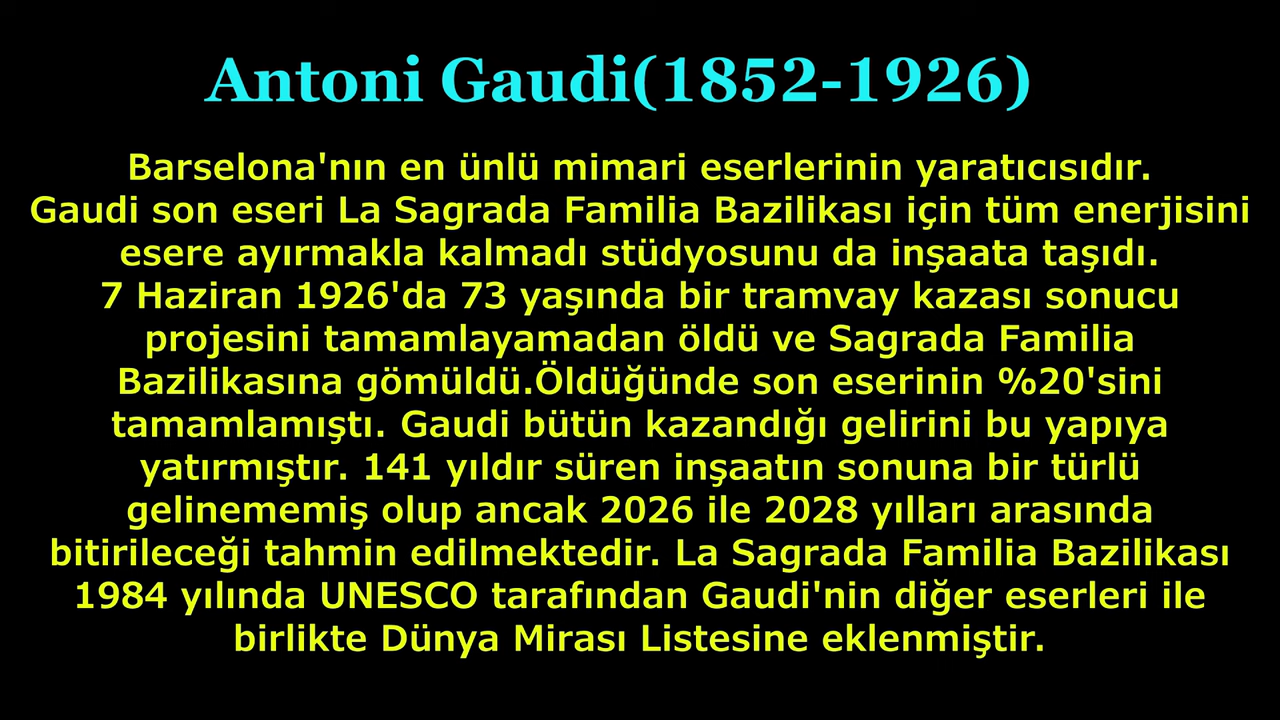 Antoni Gaudi(1852-1926)
Barselona'nın en ünlü mimari eserlerinin yaratıcısıdır.
Gaudi son eseri La Sagrada Familia Bazilikası için tüm enerjisini
esere ayırmakla kalmadı stüdyosunu da inşaata taşıdı.
7 Haziran 1926'da 73 yaşında bir tramvay kazası sonucu
projesini tamamlayamadan öldü ve Sagrada Familia
Bazilikasına gömüldü.Öldüğünde son eserinin %20'sini
tamamlamıştı. Gaudi bütün kazandığı gelirini bu yapıya
yatırmıştır. 141 yıldır süren inşaatın sonuna bir türlü
gelinememiş olup ancak 2026 ile 2028 yılları arasında
bitirileceği tahmin edilmektedir. La Sagrada Familia Bazilikası
1984 yılında UNESCO tarafından Gaudi'nin diğer eserleri ile
birlikte Dünya Mirası Listesine eklenmiştir.